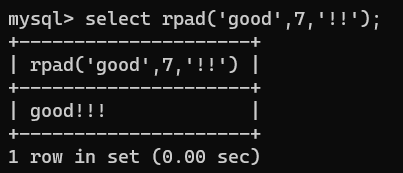 mysql> select rpad('good',7,'!!');
+---------------------+
| rpad('good',7,'!!') |
+---------------------+
| good!!!             |
+---------------------+
1 row in set (0.00 sec)